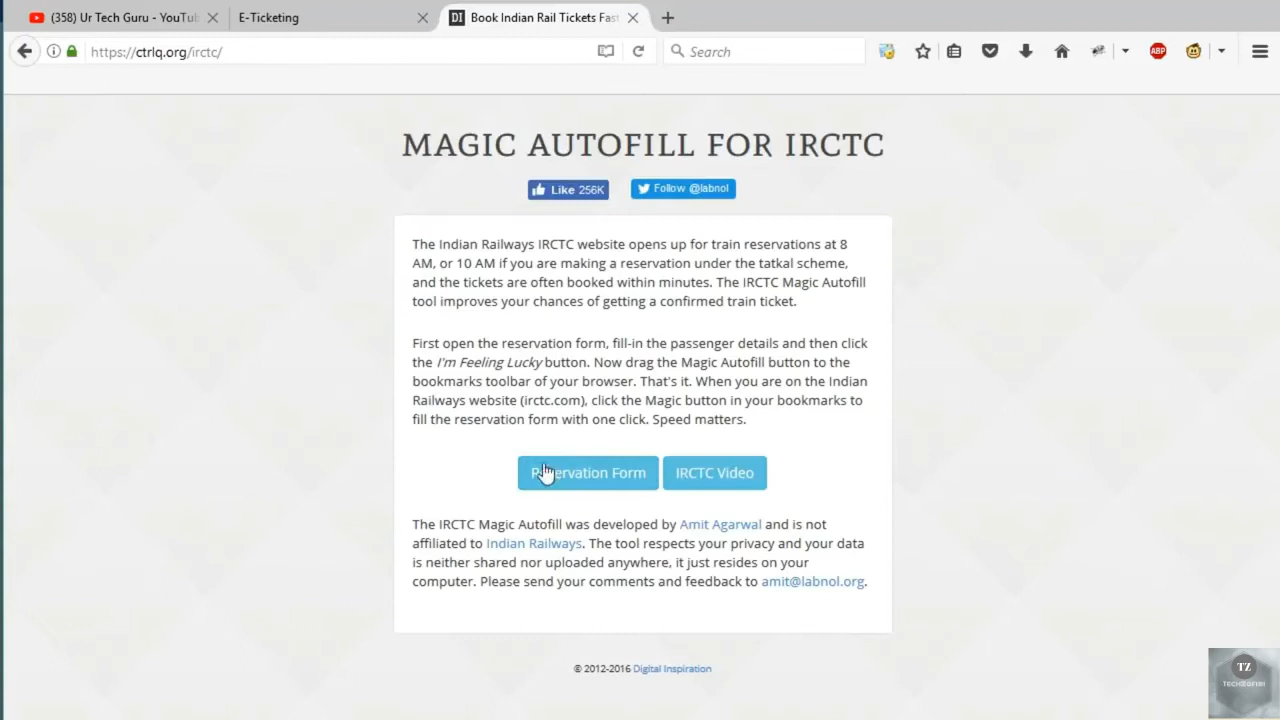 (358) Ur Tech Guru - YouTub
E-Ticketing
DI Book Indian Rail Tickets Fas
https://ctrlq.org/irctc/
Search
ABP
MAGIC AUTOFILL FOR IRCTC
Like 256K
Follow @labnol
The Indian Railways IRCTC website opens up for train reservations at 8
AM, or 10 AM if you are making a reservation under the tatkal scheme,
and the tickets are often booked within minutes. The IRCTC Magic Autofill
tool improves your chances of getting a confirmed train ticket.
First open the reservation form, fill-in the passenger details and then click
the I'm Feeling Lucky button. Now drag the Magic Autofill button to the
bookmarks toolbar of your browser. That's it. When you are on the Indian
Railways website (irctc.com), click the Magic button in your bookmarks to
fill the reservation form with one click. Speed matters.
Reservation Form
IRCTC Video
The IRCTC Magic Autofill was developed by Amit Agarwal and is not
affiliated to Indian Railways. The tool respects your privacy and your data
is neither shared nor uploaded anywhere, it just resides on your
computer. Please send your comments and feedback to amit@labnol.org.
© 2012-2016 Digital Inspiration
TZ